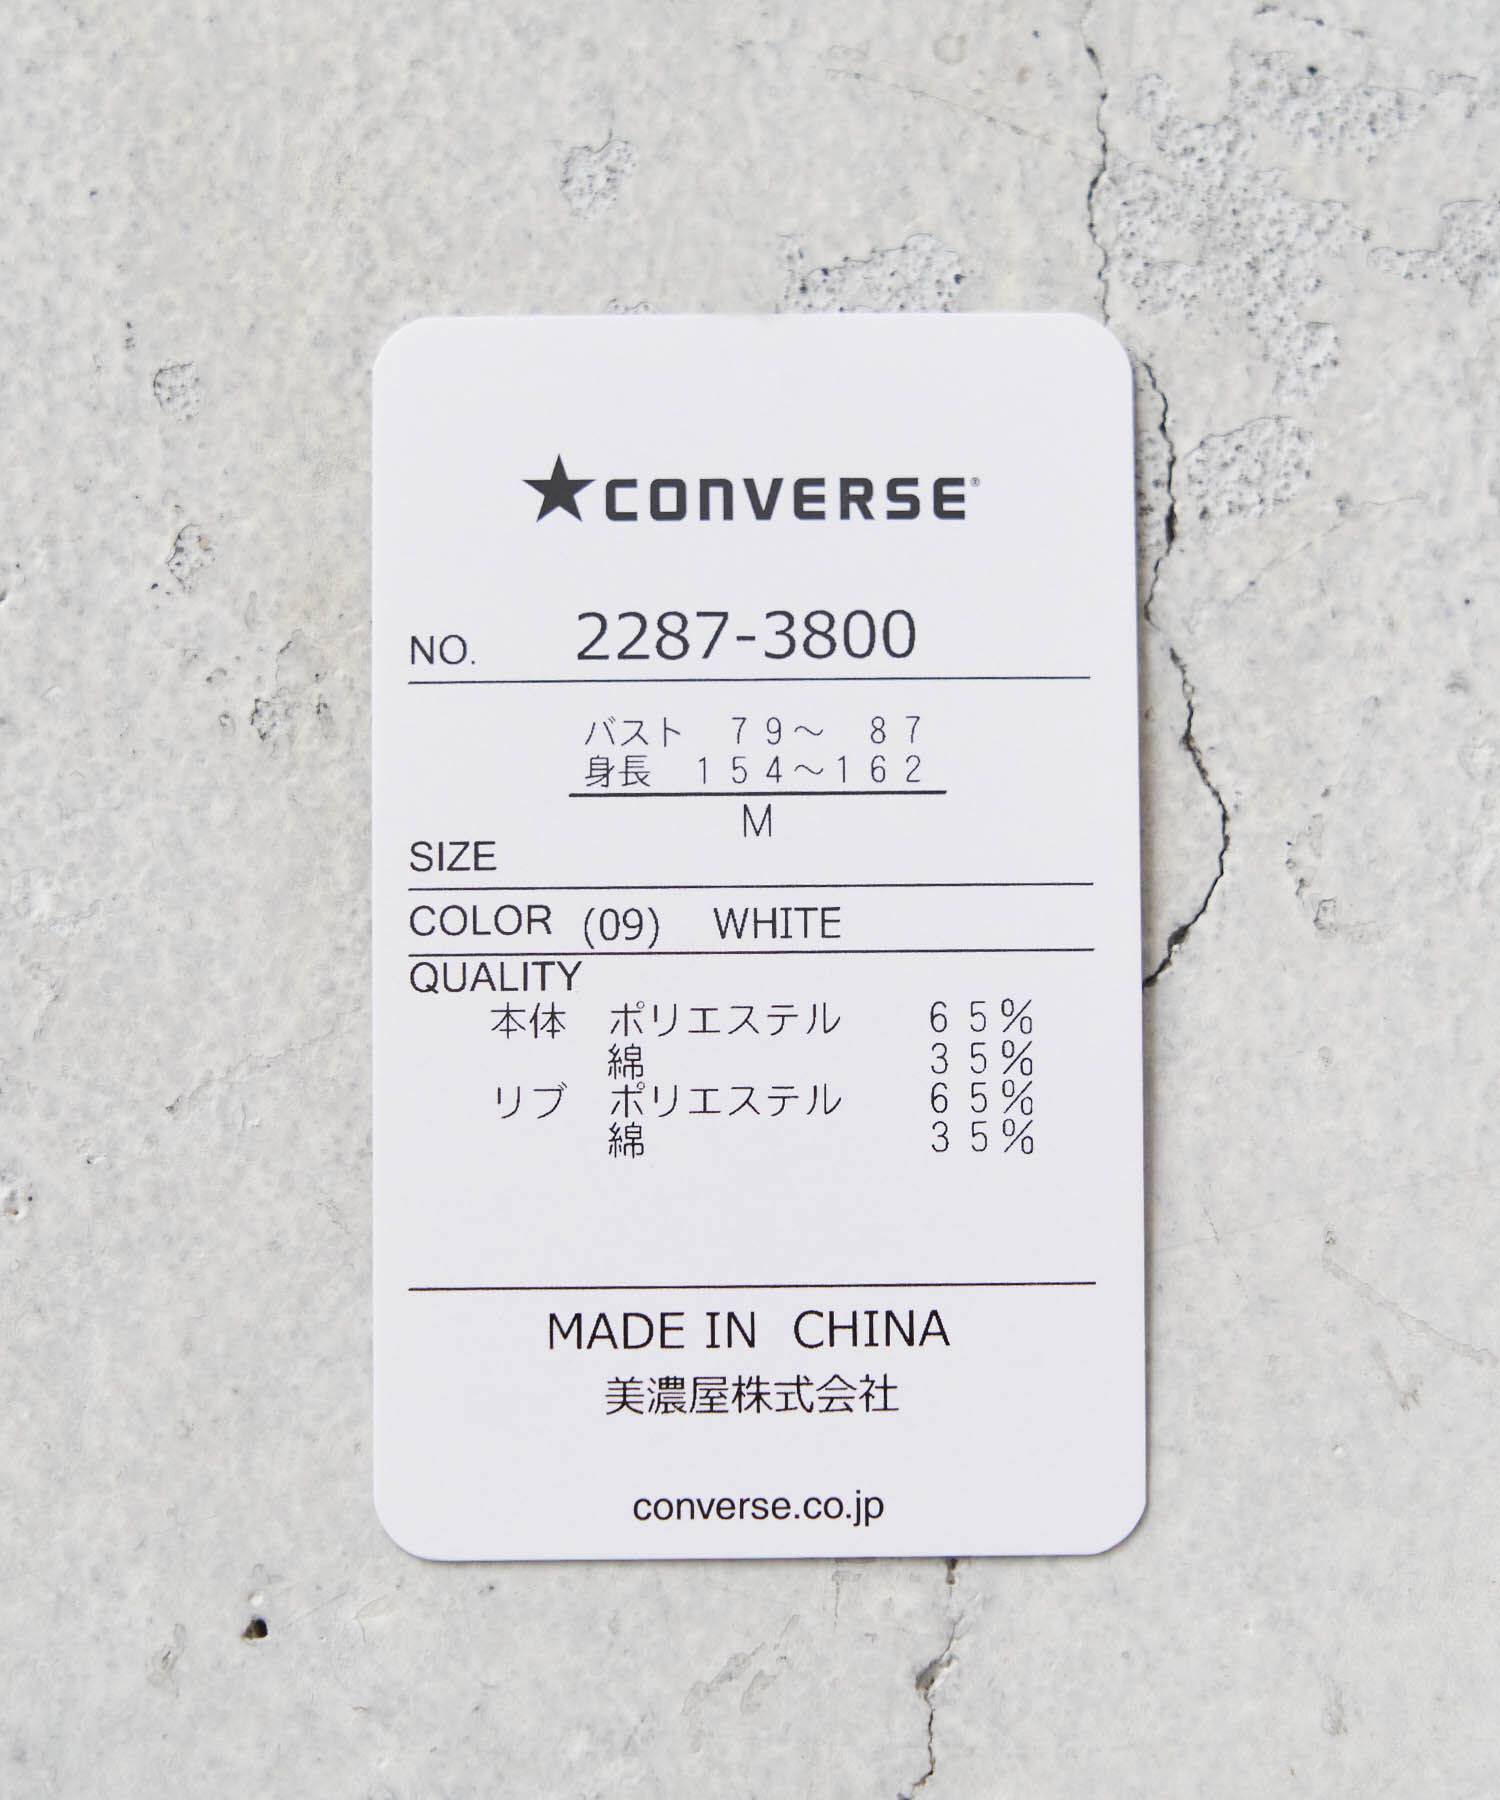 ★CONVERSE®
NO. 2287-3800
バスト 79～ 87
身長 154～162
M
SIZE
COLOR (09) WHITE
QUALITY
本体 ポリエステル 65%
綿 35%
リブ ポリエステル 65%
綿 35%
MADE IN CHINA
美濃屋株式会社
converse.co.jp